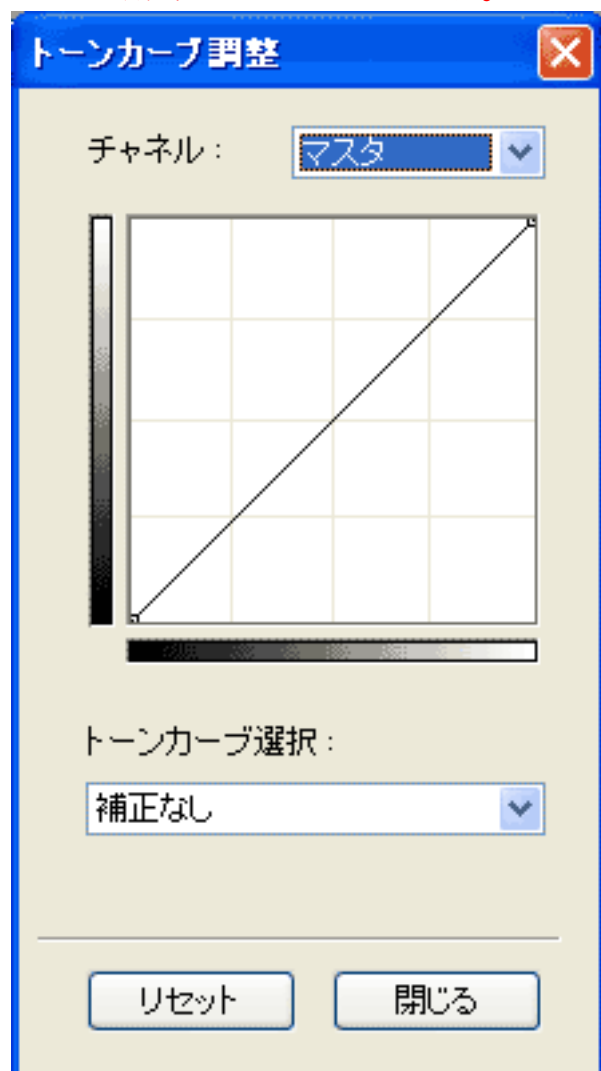 トーンカーブ調整
チャネル：
マスタ
トーンカーブ選択：
補正なし
リセット
閉じる